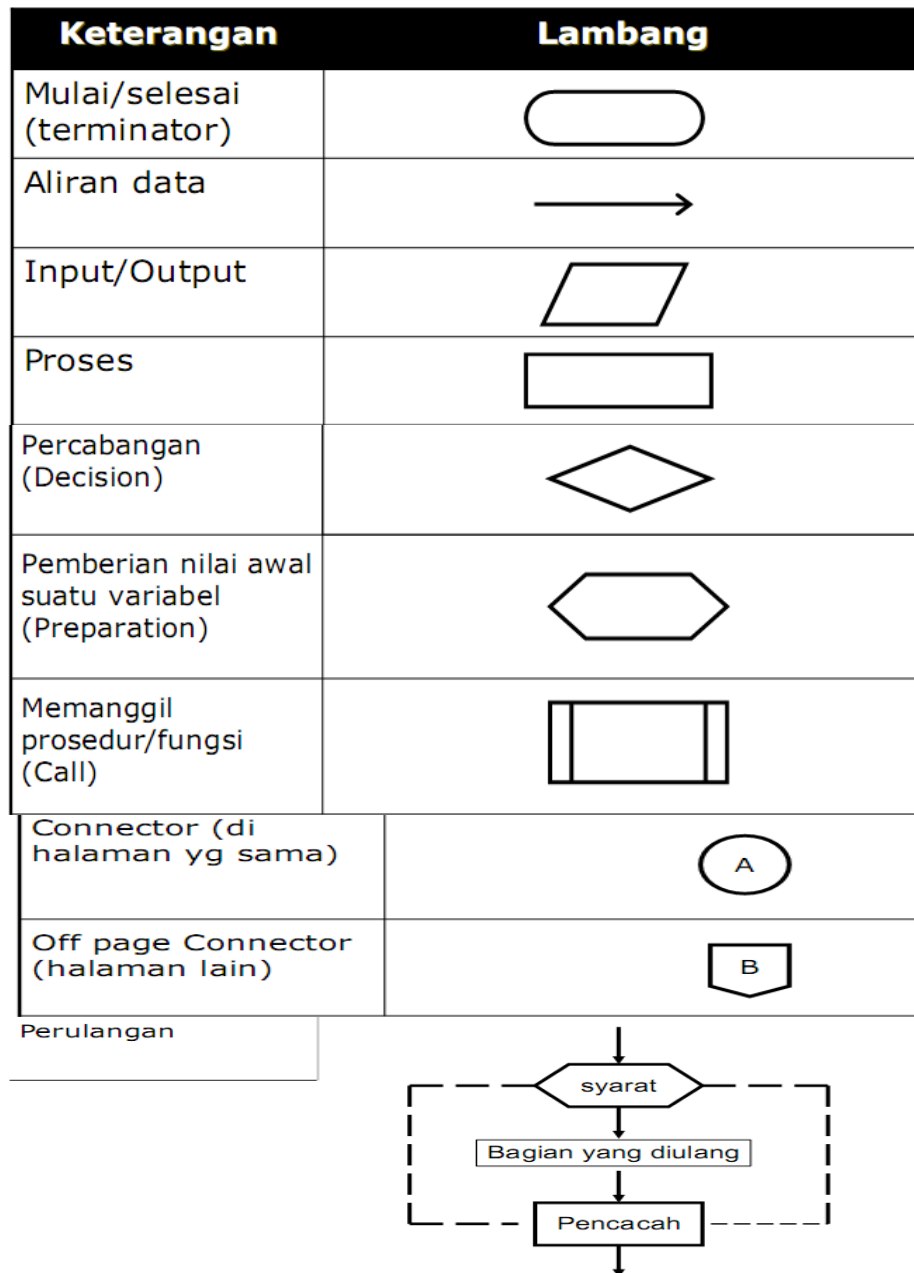 Keterangan Lambang
Mulai/selesai
(terminator)
Aliran data
Input/Output
Proses
Percabangan
(Decision)
Pemberian nilai awal
suatu variabel
(Preparation)
Memanggil
prosedur/fungsi
(Call)
Connector (di
halaman yg sama)
A
Off page Connector
(halaman lain)
B
Perulangan
syarat
Bagian yang diulang
Pencacah